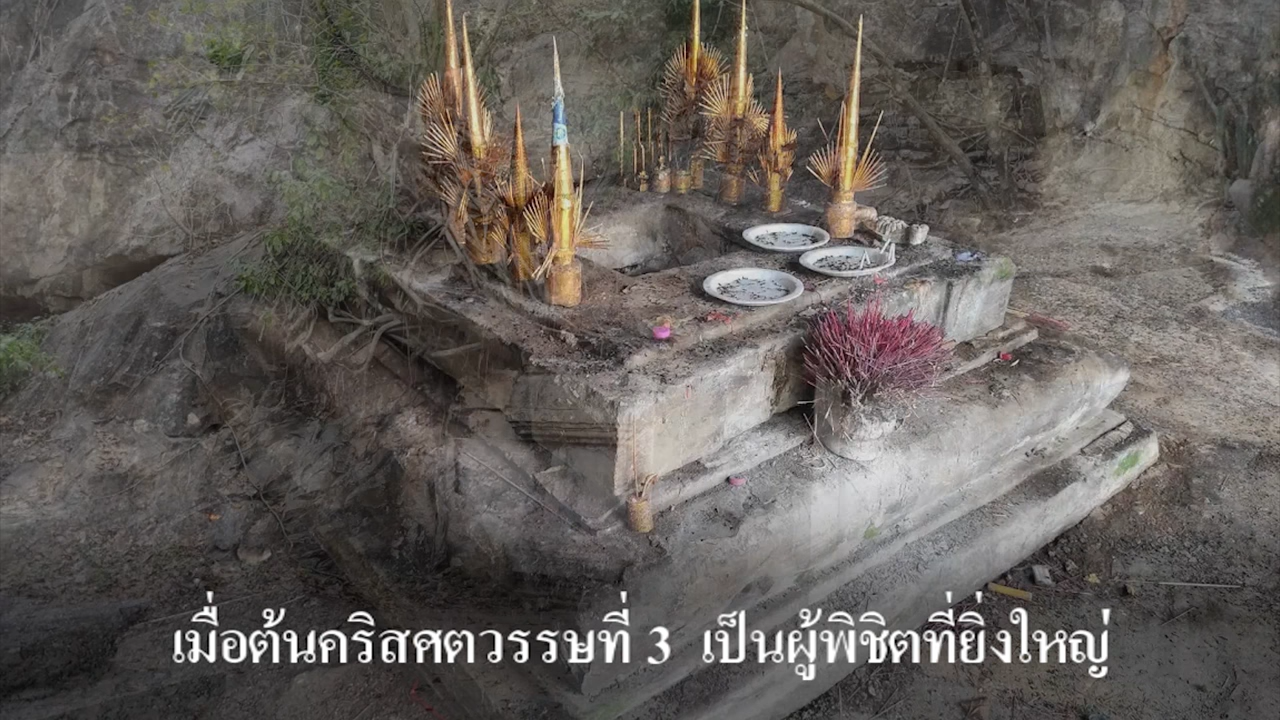 เมื่อต้นคริสศตวรรษที่ 3 เป็นผู้พิชิตที่ยิ่งใหญ่